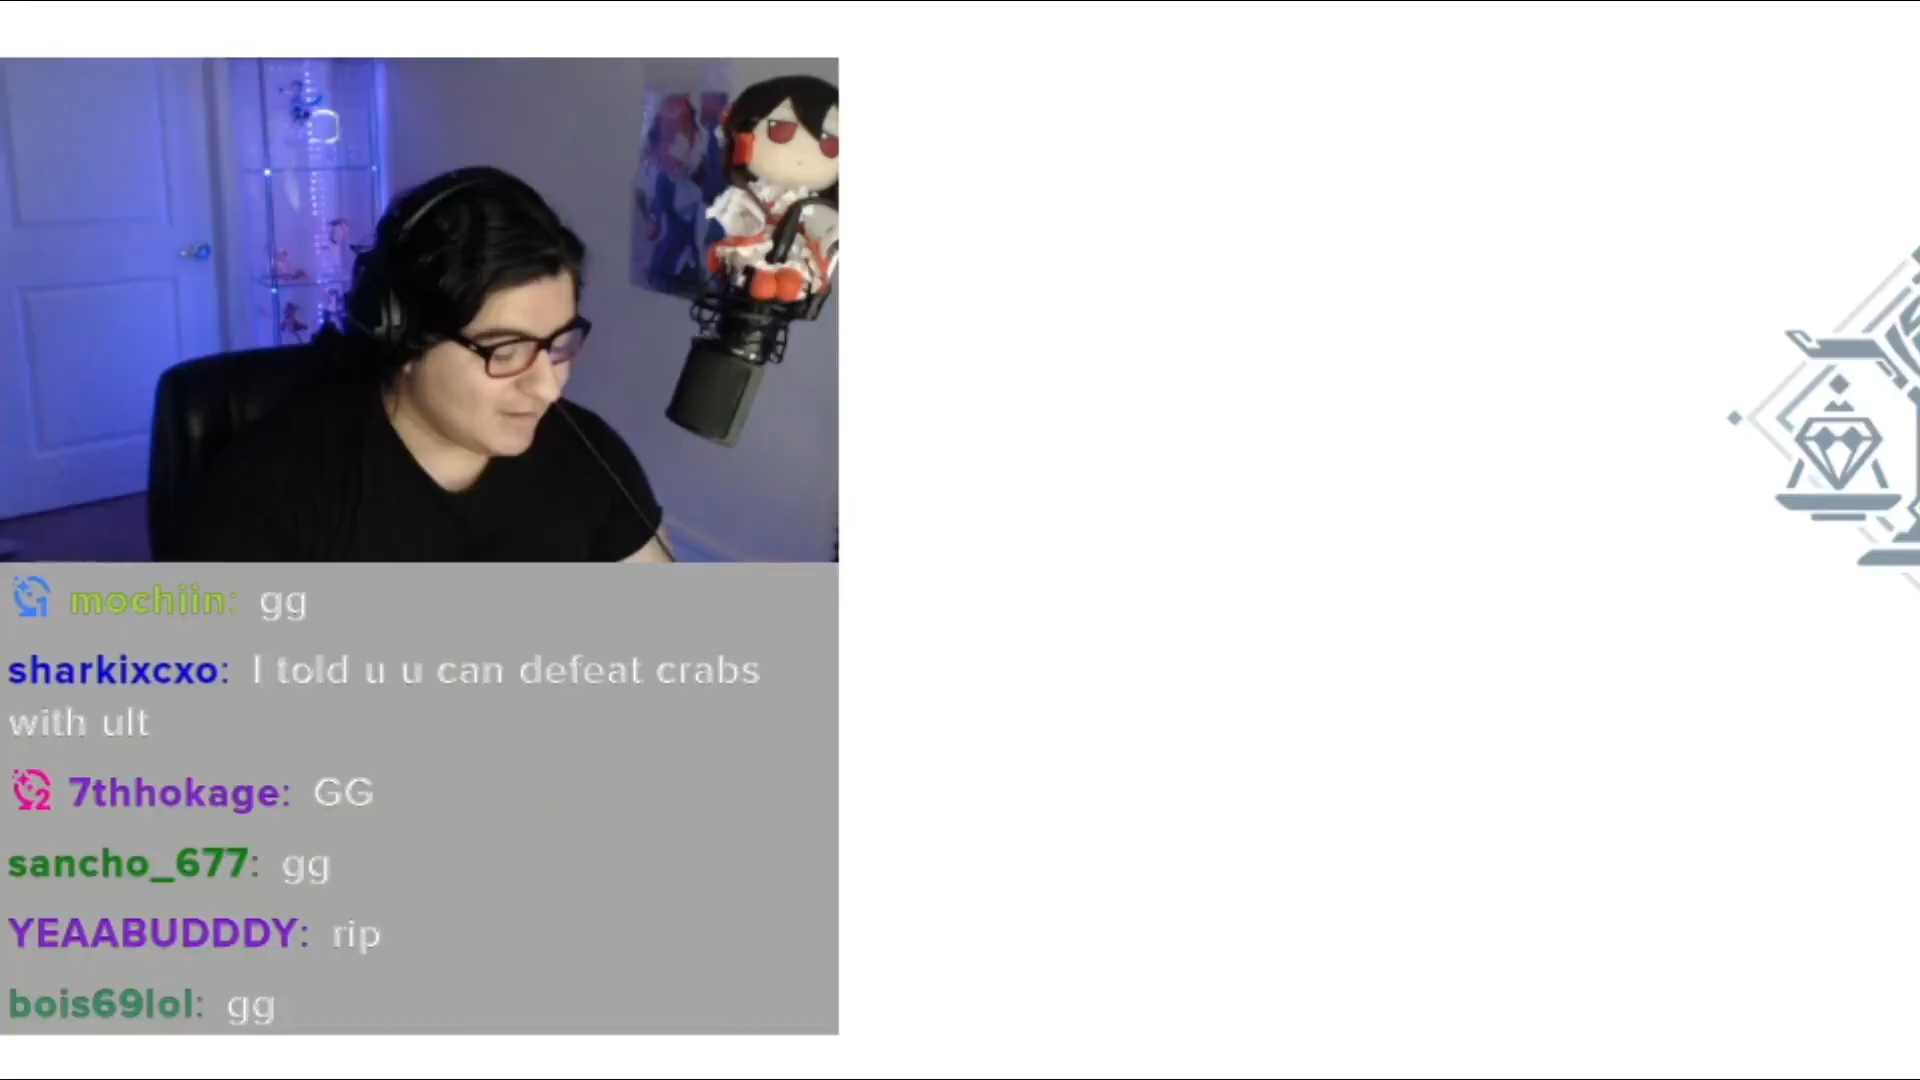 mochiin: gg
sharkixcxo: I told u u can defeat crabs
with ult
7thhokage: GG
sancho_677: gg
YEAABUDDDY: rip
bois69lol: gg